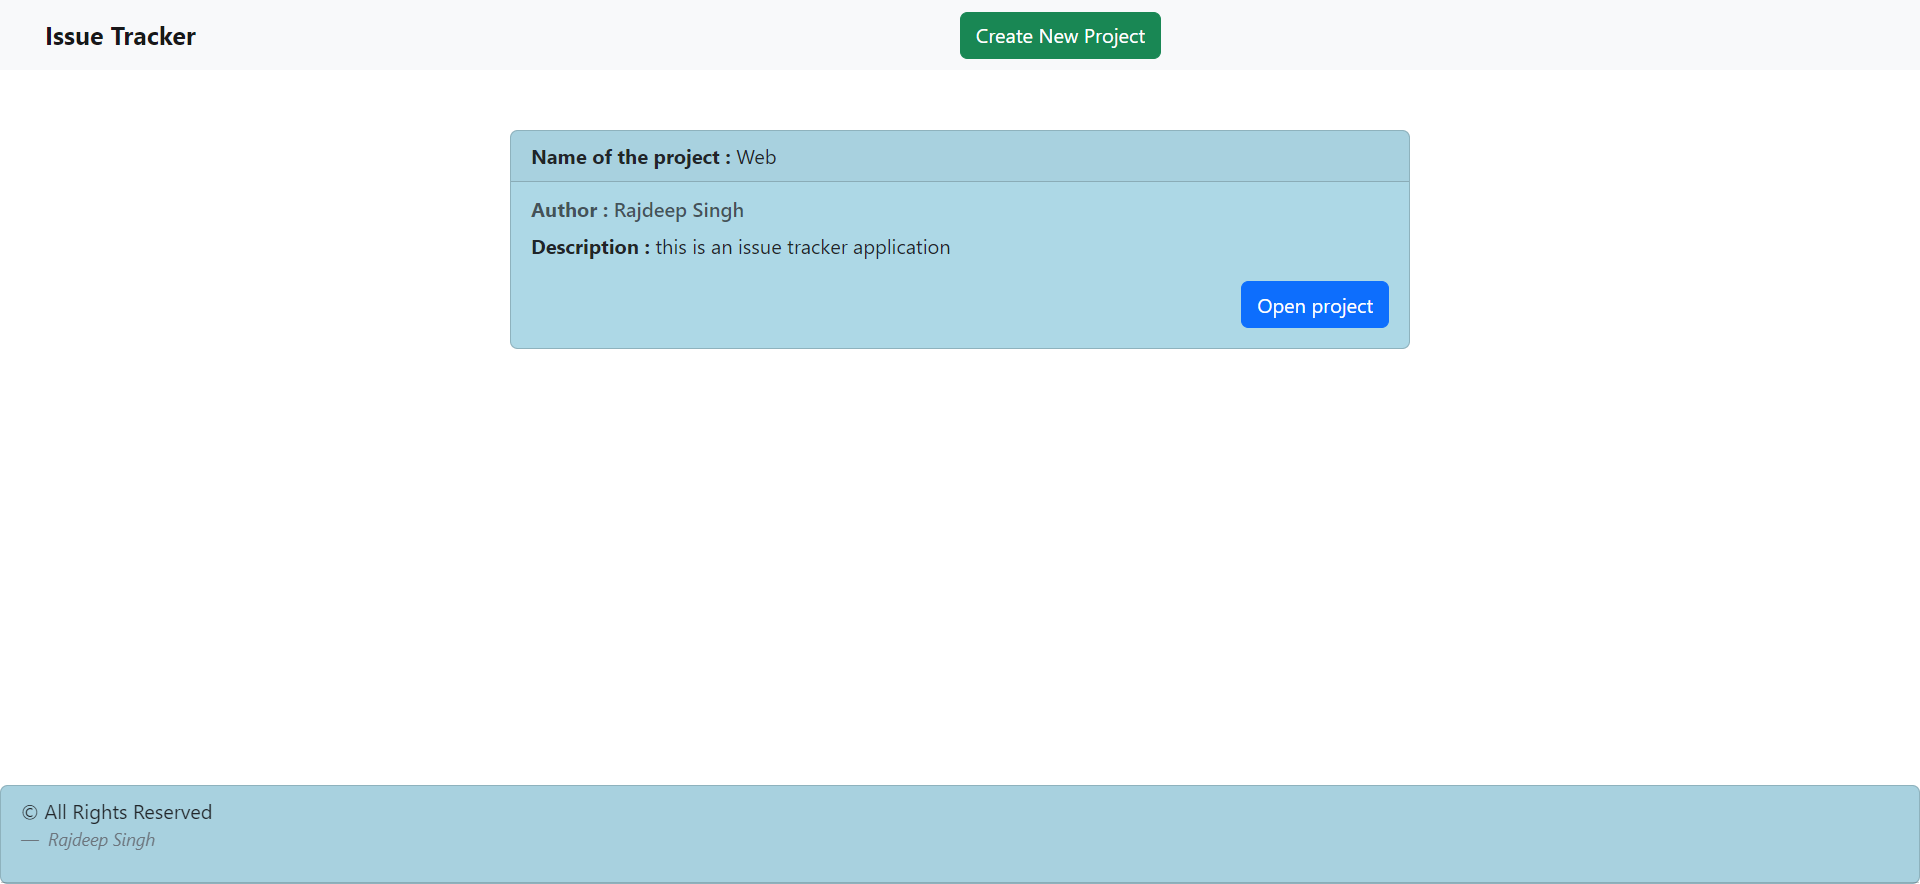 Issue Tracker Create New Project
Name of the project : Web
Author : Rajdeep Singh
Description : this is an issue tracker application
Open project
© All Rights Reserved
— Rajdeep Singh